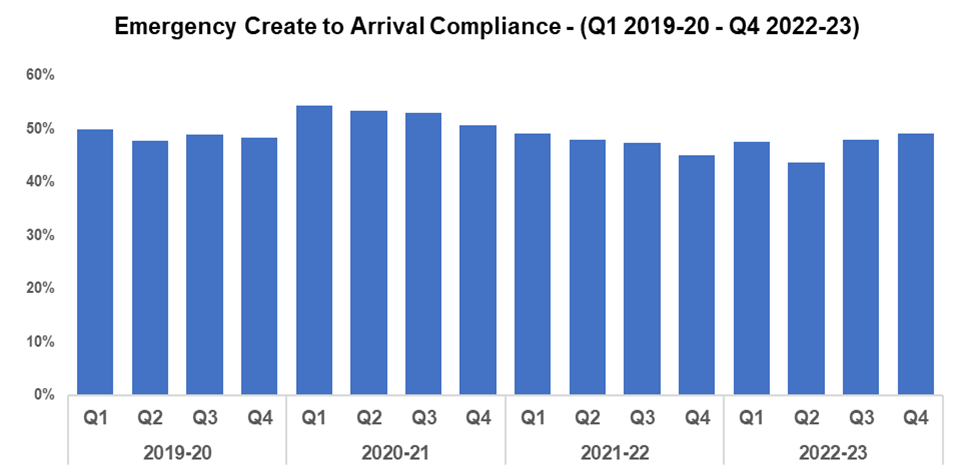 Emergency Create to Arrival Compliance - (Q1 2019-20 - Q4 2022-23)
60%
50%
40%
30%
20%
10%
0%
Q1 Q2 Q3 Q4 Q1 Q2 Q3 Q4 Q1 Q2 Q3 Q4 Q1 Q2 Q3 Q4
2019-20 2020-21 2021-22 2022-23